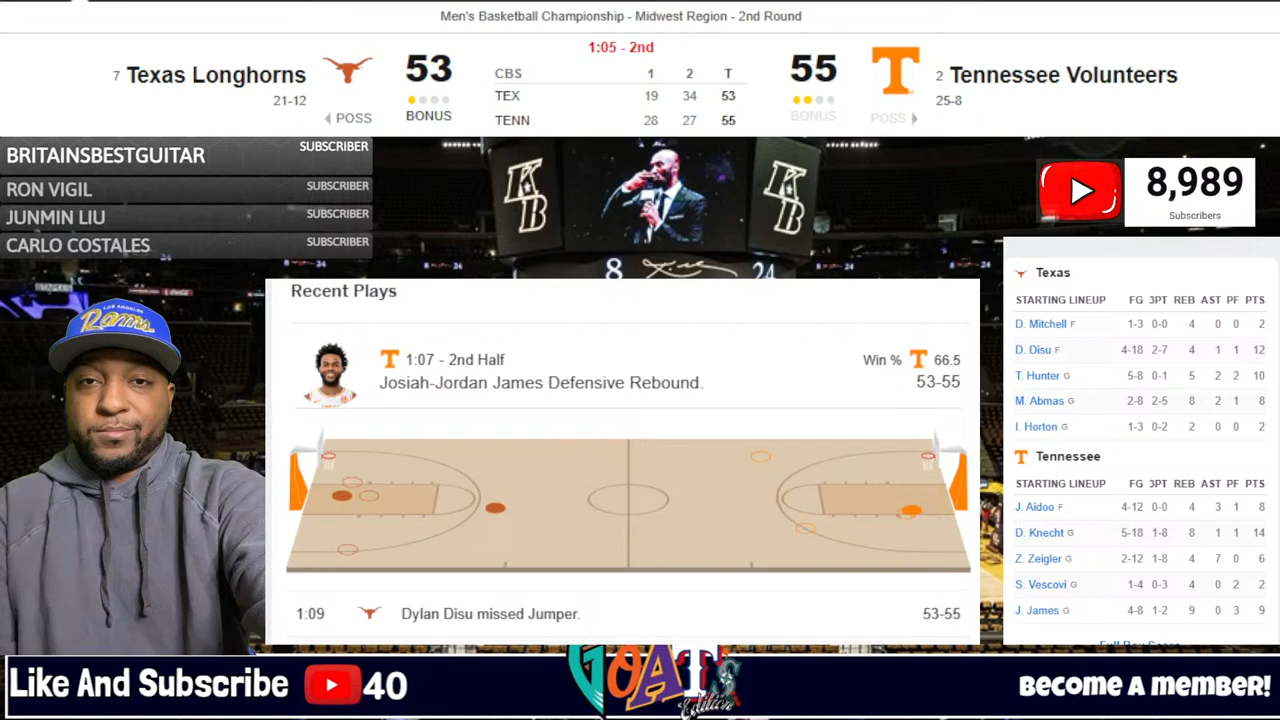 Men's Basketball Championship - Midwest Region - 2nd Round
1:05 - 2nd
7 Texas Longhorns 53 55 2 Tennessee Volunteers
21-12 25-8
CBS 1 2 T
TEX 19 34 53
TENN 28 27 55
POSS BONUS BONUS POSS
BRITAINSBESTGUITAR SUBSCRIBER
RON VIGIL SUBSCRIBER
JUNMIN LIU SUBSCRIBER
CARLO COSTALES SUBSCRIBER
K B
K B
8 24
8,989
Subscribers
LOS ANGELES
Rams
Recent Plays
T 1:07 - 2nd Half Win % T 66.5
Josiah-Jordan James Defensive Rebound. 53-55
1:09 Dylan Disu missed Jumper. 53-55
Texas
STARTING LINEUP FG 3PT REB AST PF PTS
D. Mitchell F 1-3 0-0 4 0 0 2
D. Disu F 4-18 2-7 4 1 1 12
T. Hunter G 5-8 0-1 5 2 2 10
M. Abmas G 2-8 2-5 8 2 1 8
I. Horton G 1-3 0-2 2 0 0 2
T Tennessee
STARTING LINEUP FG 3PT REB AST PF PTS
J. Aidoo F 4-12 0-0 4 3 1 8
D. Knecht G 5-18 1-8 8 1 1 14
Z. Zeigler G 2-12 1-8 4 7 0 6
S. Vescovi G 1-4 0-3 4 0 2 2
J. James G 4-8 1-2 9 0 3 9
Full Box Score
Like And Subscribe 40
GOATS
Edition
BECOME A MEMBER!